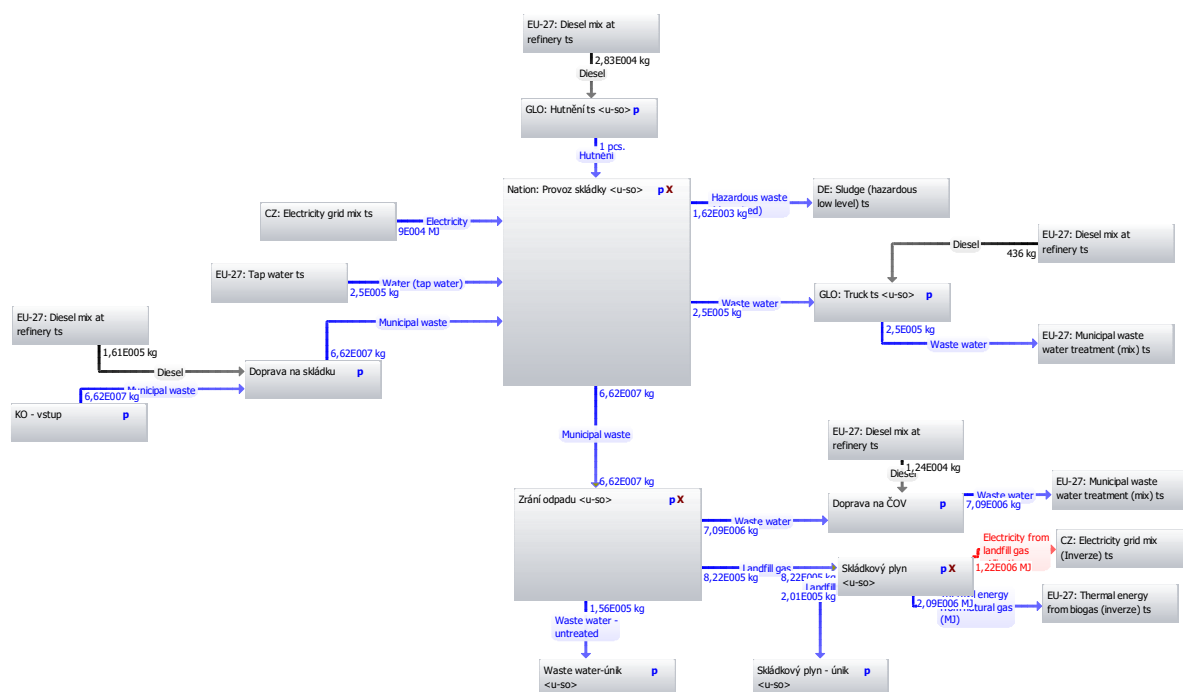 EU-27: Diesel mix at
refinery ts
2,83E004 kg
Diesel
GLO: Hutnění ts <u-so> p
1 pcs.
Hutnění
Nation: Provoz skládky <u-so> p X
Hazardous waste
1,62E003 kg
DE: Sludge (hazardous
low level) ts
CZ: Electricity grid mix ts
Electricity
9E004 MJ
EU-27: Diesel mix at
refinery ts
Diesel
436 kg
EU-27: Tap water ts
Water (tap water)
2,5E005 kg
GLO: Truck ts <u-so> p
Waste water
2,5E005 kg
2,5E005 kg
Waste water
EU-27: Municipal waste
water treatment (mix) ts
EU-27: Diesel mix at
refinery ts
1,61E005 kg
Diesel
Municipal waste
6,62E007 kg
Doprava na skládku p
Municipal waste
6,62E007 kg
KO - vstup p
6,62E007 kg
Municipal waste
6,62E007 kg
EU-27: Diesel mix at
refinery ts
1,24E004 kg
Diesel
Zrání odpadu <u-so> p X
Waste water
7,09E006 kg
Doprava na ČOV p
Waste water
7,09E006 kg
EU-27: Municipal waste
water treatment (mix) ts
Landfill gas
8,22E005 kg
8,22E005 kg
2,01E005 kg
Skládkový plyn p X
<u-so>
Electricity from
landfill gas
1,22E006 MJ
CZ: Electricity grid mix
(Inverze) ts
energy
2,09E006 MJ
natural gas
(MJ)
EU-27: Thermal energy
from biogas (inverze) ts
1,56E005 kg
Waste water -
untreated
Waste water-únik p
<u-so>
Skládkový plyn - únik p
<u-so>